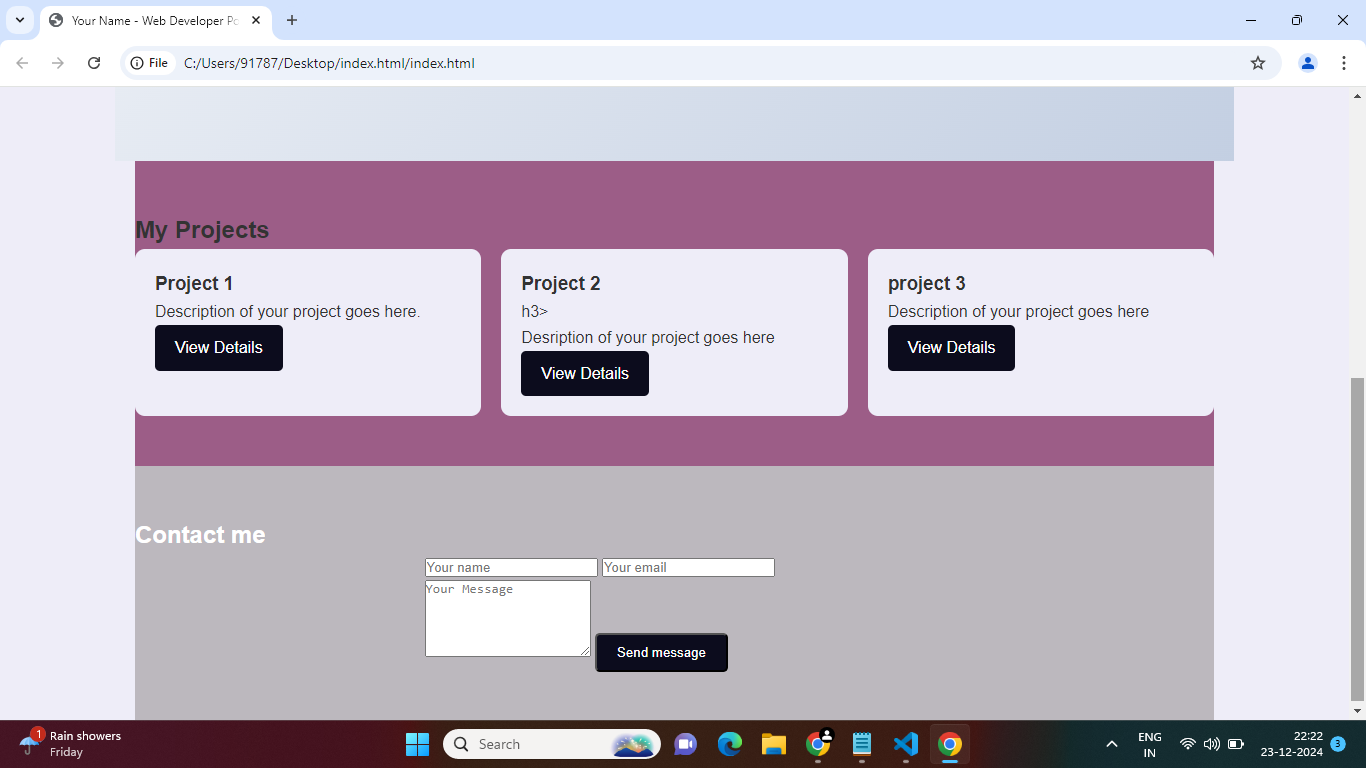 Your Name - Web Developer Po
File C:/Users/91787/Desktop/index.html/index.html
My Projects
Project 1
Description of your project goes here.
View Details
Project 2
h3>
Desription of your project goes here
View Details
project 3
Description of your project goes here
View Details
Contact me
Your name Your email
Your Message
Send message
1 Rain showers
Friday
Search
ENG
IN
22:22
23-12-2024
3